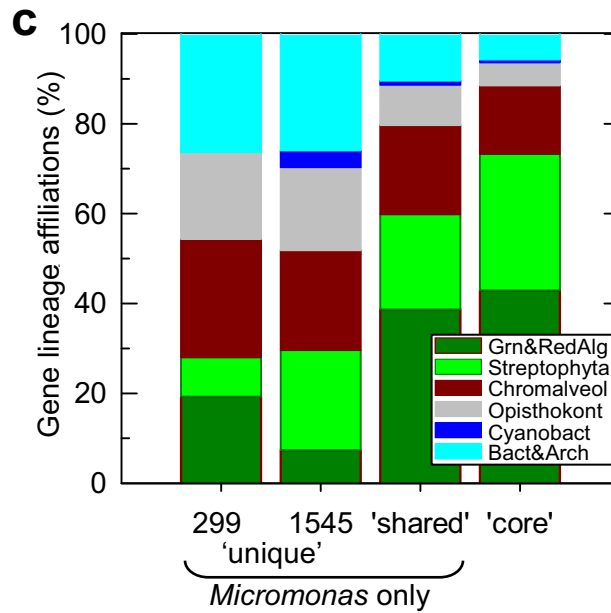 c
Gene lineage affiliations (%)
100
80
60
40
20
0
Grn&RedAlg
Streptophyta
Chromalveol
Opisthokont
Cyanobact
Bact&Arch
299 1545 'shared' 'core'
‘unique’
Micromonas only